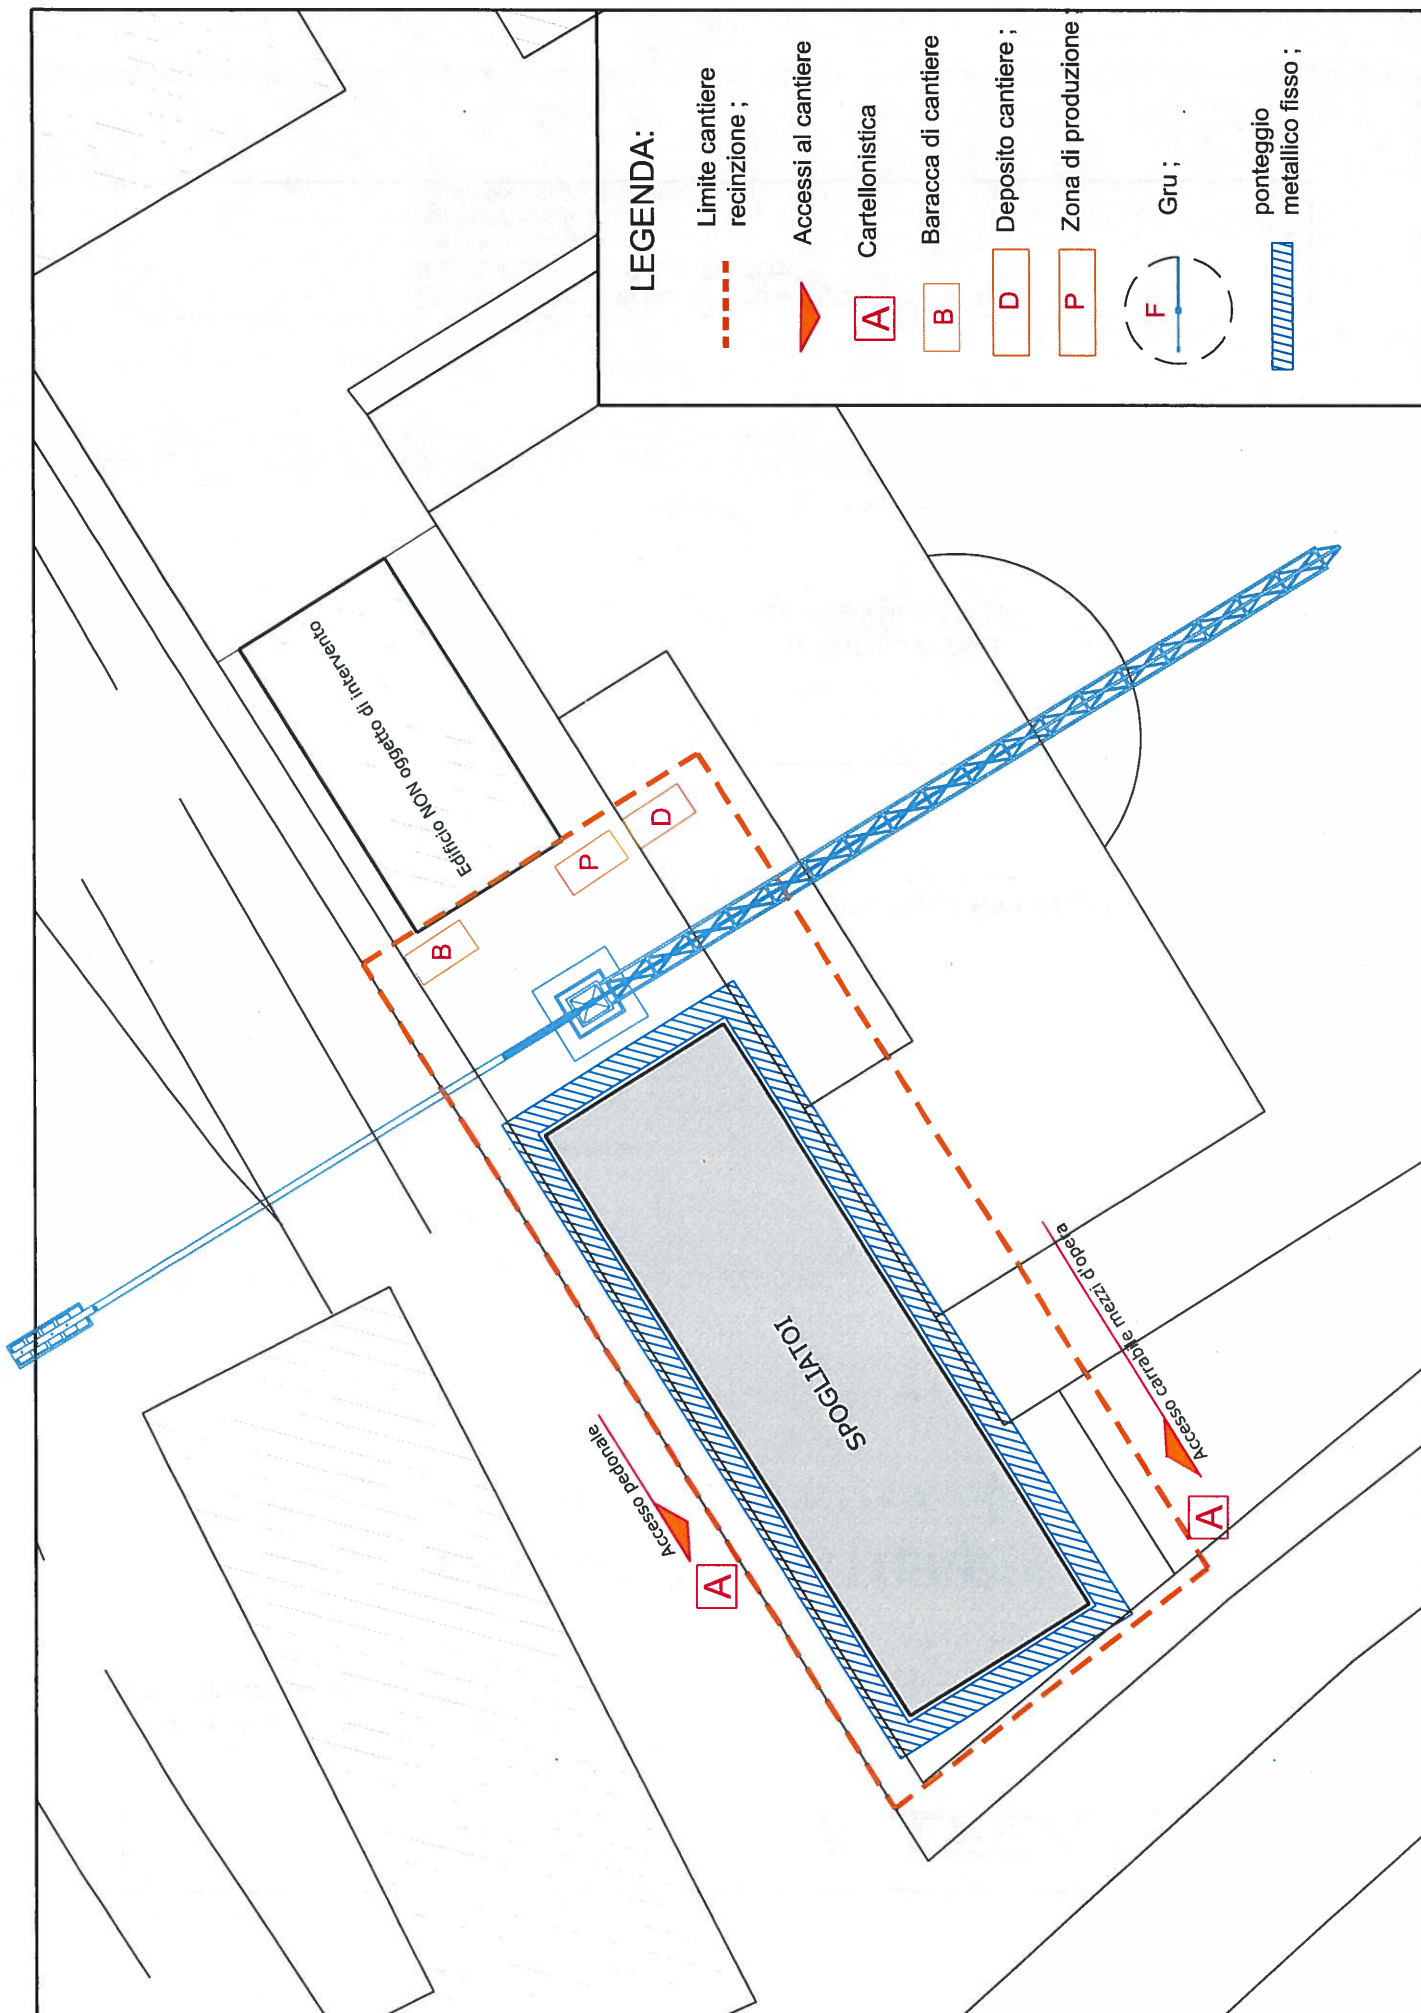 LEGENDA:
Limite cantiere
recinzione ;
Accessi al cantiere
A
Cartellonistica
B
Baracca di cantiere
D
Deposito cantiere ;
P
Zona di produzione ;
F
Gru ;
ponteggio
metallico fisso ;
Edificio NON oggetto di intervento
B
P
D
SPOGLIATOI
Accesso pedonale
A
Accesso carrabile mezzi d'opera
A